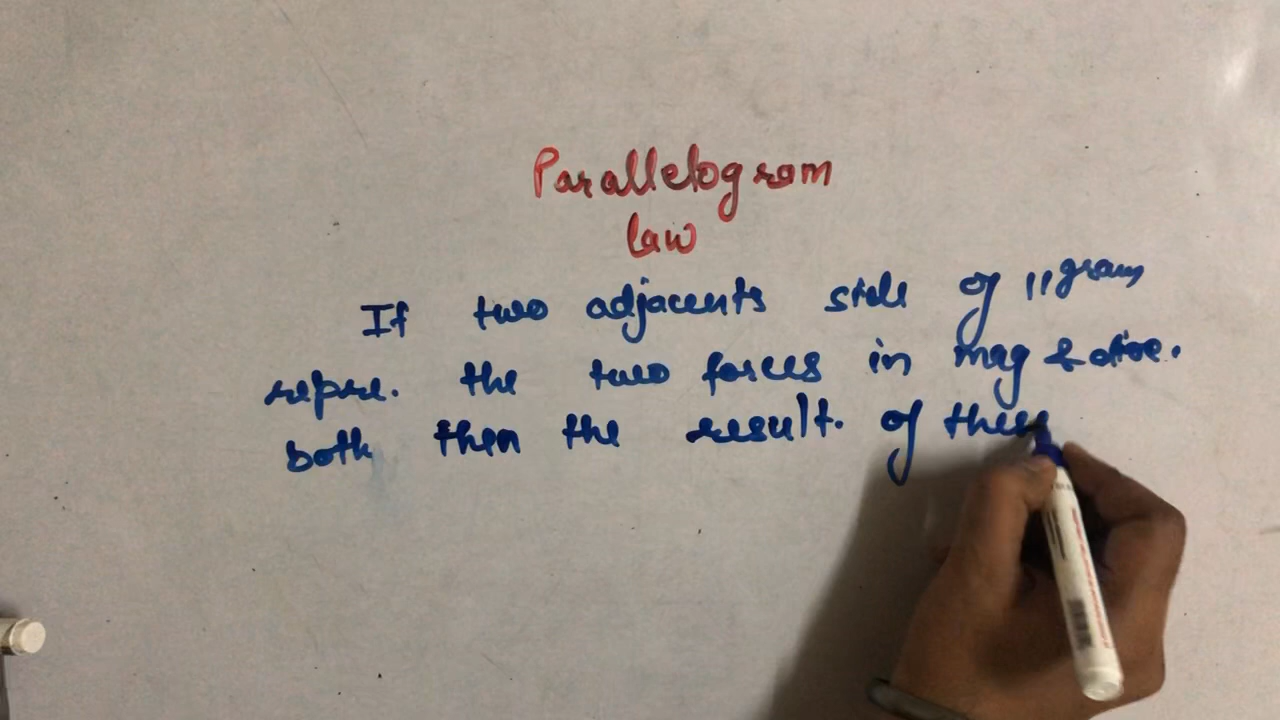 Parallelogram
law
If two adjacents side of ||gram
repre. the two forces in mag & dire.
both then the result. of these